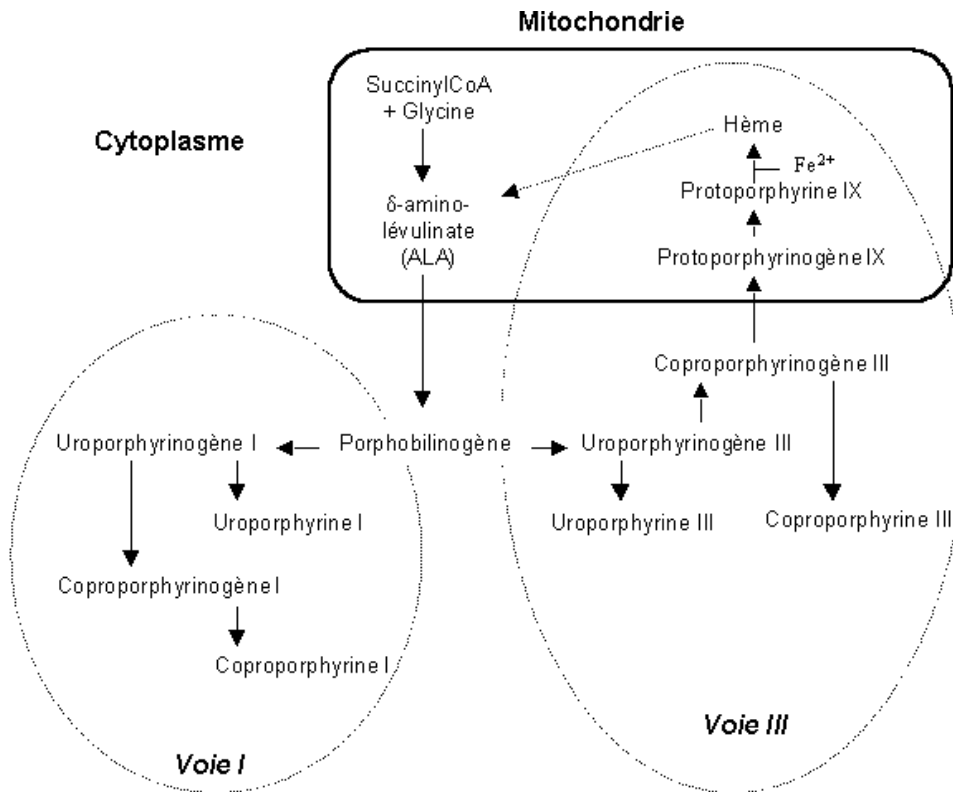 Mitochondrie
SuccinylCoA
+ Glycine
Cytoplasme
Hème
Fe²⁺
Protoporphyrine IX
δ-amino-
lévulinate
(ALA)
Protoporphyrinogène IX
Coproporphyrinogène III
Uroporphyrinogène I
Porphobilinogène
Uroporphyrinogène III
Uroporphyrine I
Uroporphyrine III
Coproporphyrine III
Coproporphyrinogène I
Coproporphyrine I
Voie III
Voie I